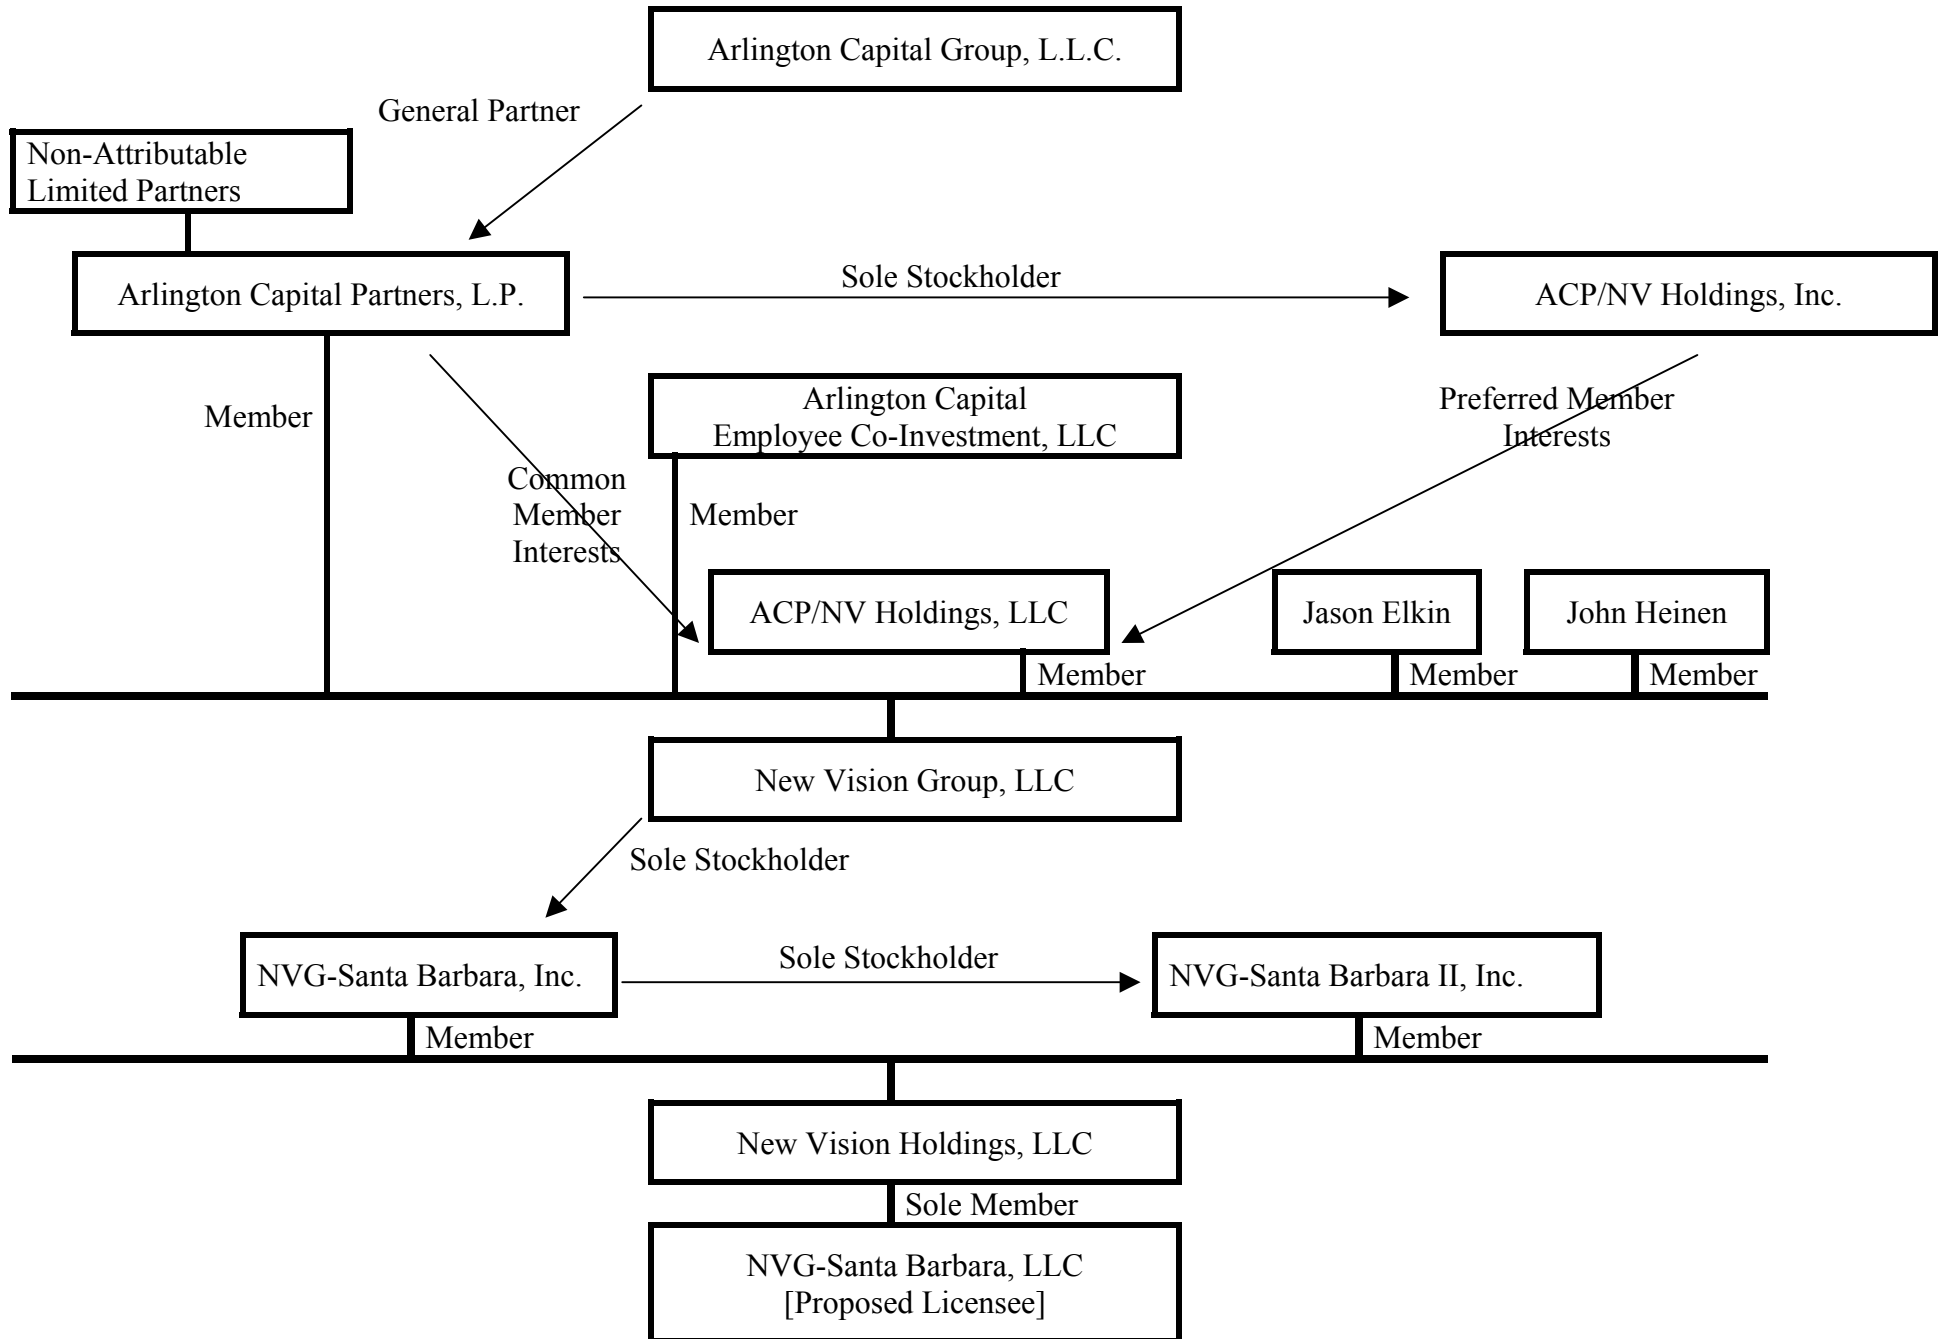 Arlington Capital Group, L.L.C.
General Partner
Non-Attributable
Limited Partners
Arlington Capital Partners, L.P.
Sole Stockholder
ACP/NV Holdings, Inc.
Member
Arlington Capital
Employee Co-Investment, LLC
Preferred Member
Interests
Common
Member
Interests
Member
ACP/NV Holdings, LLC
Jason Elkin
John Heinen
Member
Member
Member
New Vision Group, LLC
Sole Stockholder
NVG-Santa Barbara, Inc.
Sole Stockholder
NVG-Santa Barbara II, Inc.
Member
Member
New Vision Holdings, LLC
Sole Member
NVG-Santa Barbara, LLC
[Proposed Licensee]